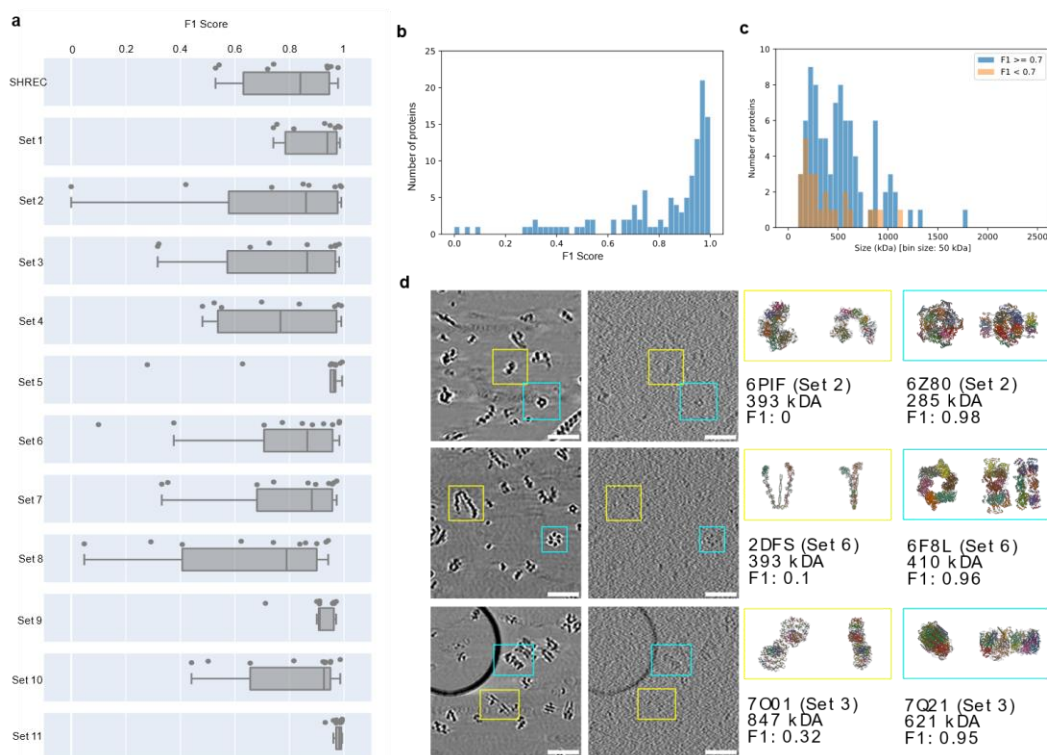 a
F1 Score
0 0.2 0.4 0.6 0.8 1
SHREC
Set 1
Set 2
Set 3
Set 4
Set 5
Set 6
Set 7
Set 8
Set 9
Set 10
Set 11
b
Number of proteins
25
20
15
10
5
0
0.0 0.2 0.4 0.6 0.8 1.0
F1 Score
c
Number of proteins
10
8
6
4
2
0
F1 >= 0.7
F1 < 0.7
0 500 1000 1500 2000 2500
Size (kDa) [bin size: 50 kDa]
d
6PIF (Set 2)
393 kDA
F1: 0
6Z80 (Set 2)
285 kDA
F1: 0.98
2DFS (Set 6)
393 kDA
F1: 0.1
6F8L (Set 6)
410 kDA
F1: 0.96
7O01 (Set 3)
847 kDA
F1: 0.32
7Q21 (Set 3)
621 kDA
F1: 0.95